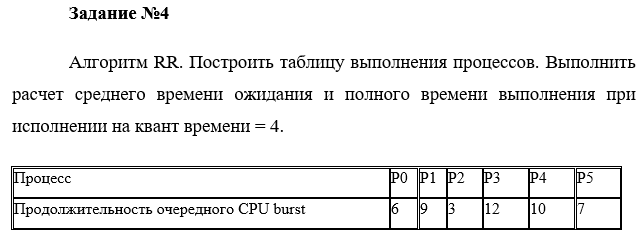 Задание №4
Алгоритм RR. Построить таблицу выполнения процессов. Выполнить
расчет среднего времени ожидания и полного времени выполнения при
исполнении на квант времени = 4.
Процесс P0 P1 P2 P3 P4 P5
Продолжительность очередного CPU burst 6 9 3 12 10 7